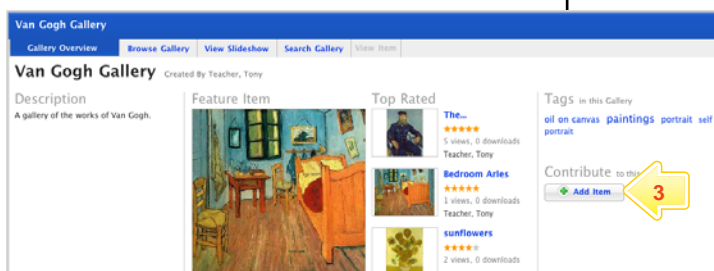 Van Gogh Gallery
Gallery Overview Browse Gallery View Slideshow Search Gallery View Item
Van Gogh Gallery Created By Teacher, Tony
Description
A gallery of the works of Van Gogh.
Feature Item
Top Rated
The...
5 views, 0 downloads
Teacher, Tony
Bedroom Arles
1 views, 0 downloads
Teacher, Tony
sunflowers
2 views, 0 downloads
Tags in this Gallery
oil on canvas paintings portrait self
portrait
Contribute to this
Add Item
3